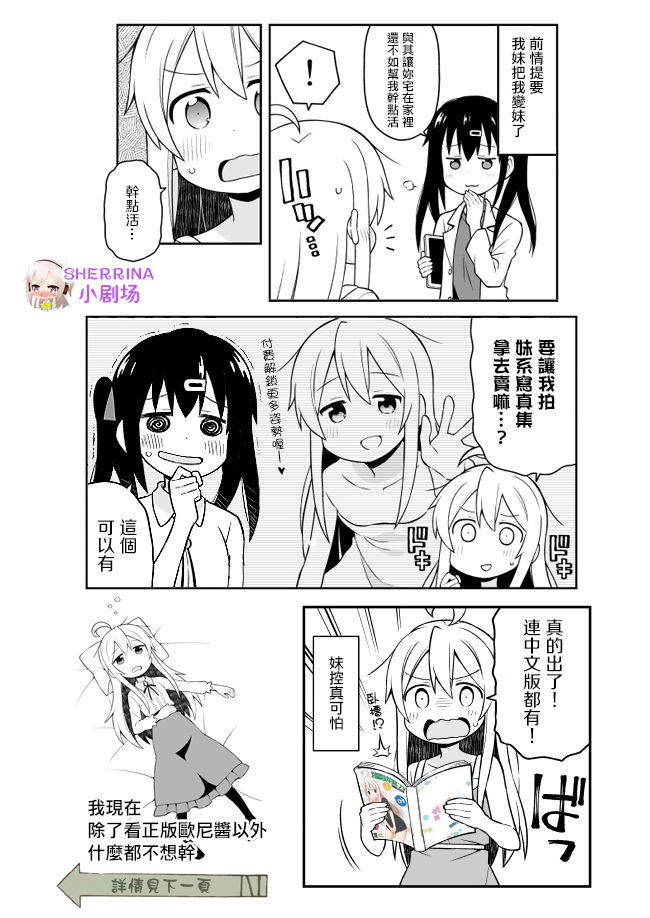 前情提要
我妹把我變妹了
與其讓妳宅在家裡
還不如幫我幹點活
！
幹點活…
SHERRINA
小剧场
要讓我拍
妹系寫真集
拿去賣嘛…？
付費解鎖更多姿勢喔！
ドキ
ドキ
這個
可以有
真的出了！
連中文版都有！
臥槽!?
妹控真可怕
我現在
除了看正版歐尼醬以外
什麼都不想幹
詳情見下一頁